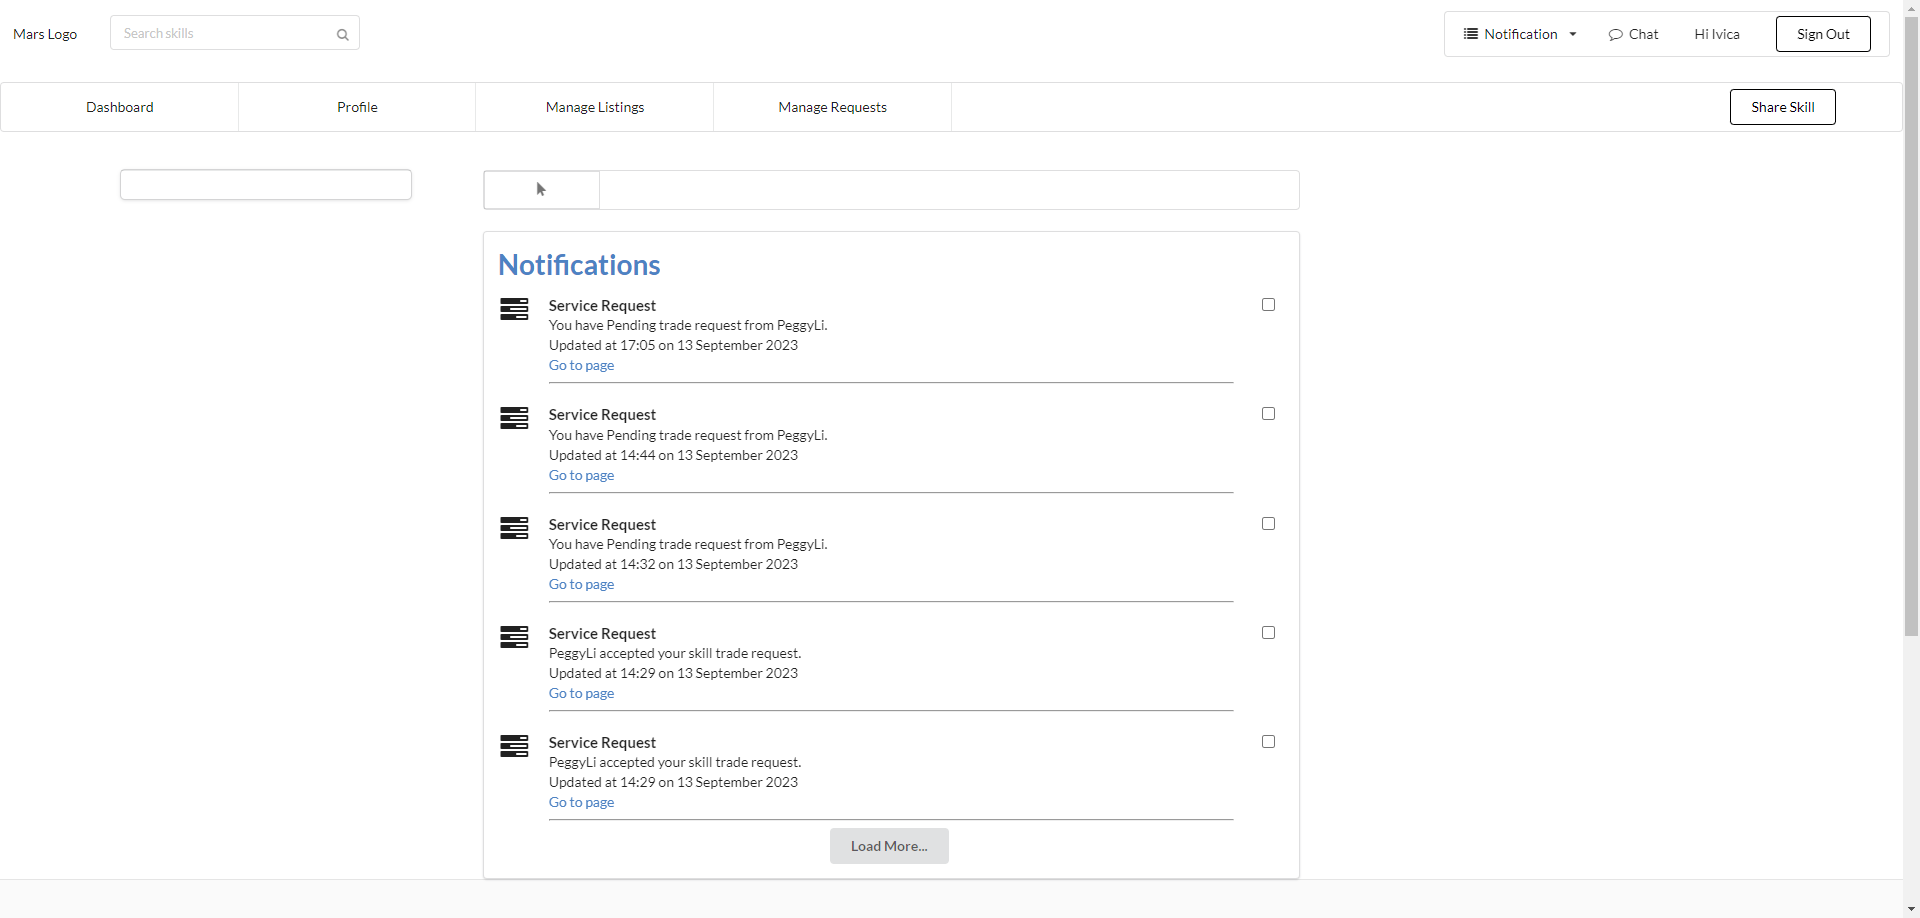 Mars Logo
Search skills
Notification
Chat
Hi Ivica
Sign Out
Dashboard
Profile
Manage Listings
Manage Requests
Share Skill
Notifications
Service Request
You have Pending trade request from PeggyLi.
Updated at 17:05 on 13 September 2023
Go to page
Service Request
You have Pending trade request from PeggyLi.
Updated at 14:44 on 13 September 2023
Go to page
Service Request
You have Pending trade request from PeggyLi.
Updated at 14:32 on 13 September 2023
Go to page
Service Request
PeggyLi accepted your skill trade request.
Updated at 14:29 on 13 September 2023
Go to page
Service Request
PeggyLi accepted your skill trade request.
Updated at 14:29 on 13 September 2023
Go to page
Load More...